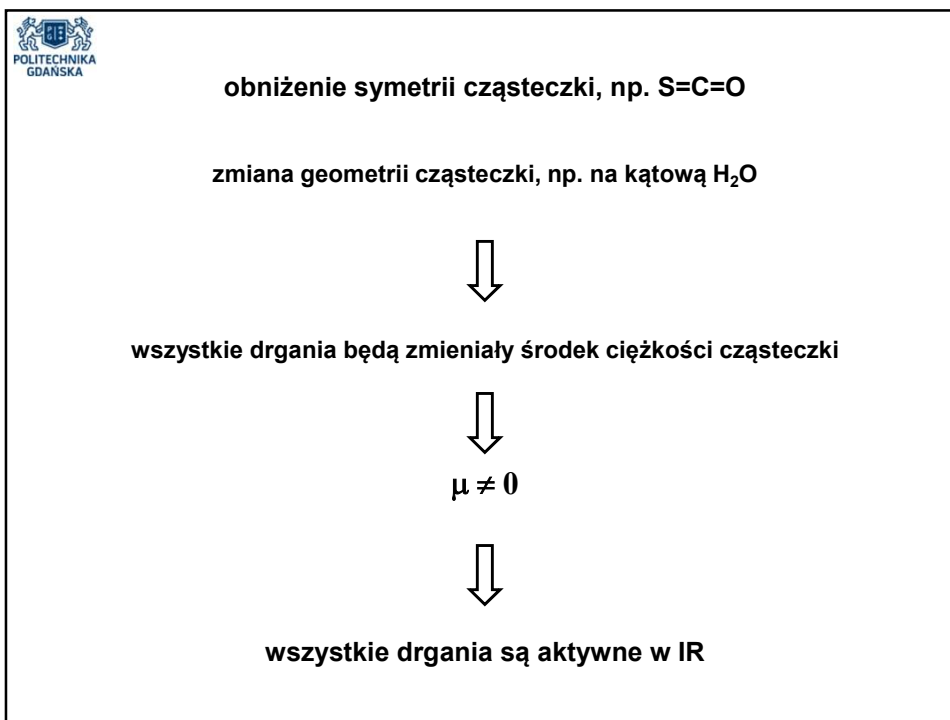 POLITECHNIKA
GDAŃSKA
obniżenie symetrii cząsteczki, np. S=C=O
zmiana geometrii cząsteczki, np. na kątową H₂O
wszystkie drgania będą zmieniały środek ciężkości cząsteczki
μ ≠ 0
wszystkie drgania są aktywne w IR